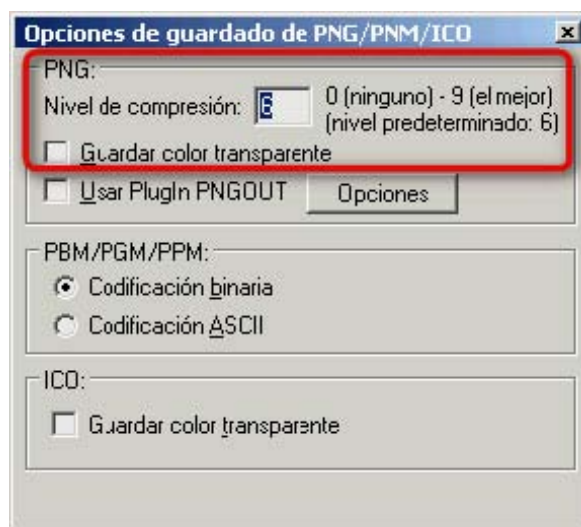 Opciones de guardado de PNG/PNM/ICO
PNG:
Nivel de compresión: 6 0 (ninguno) - 9 (el mejor)
(nivel predeterminado: 6)
Guardar color transparente
Usar PlugIn PNGOUT Opciones
PBM/PGM/PPM:
Codificación binaria
Codificación ASCII
ICO:
Guardar color transparente